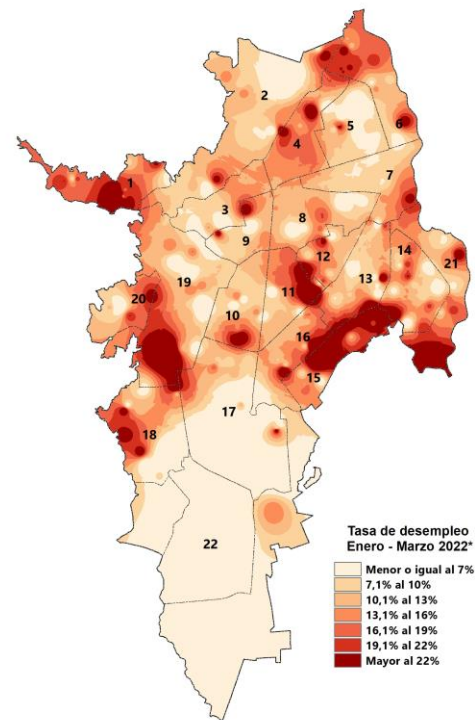 2
5
6
4
1
7
3
8
9
12
14
21
19
13
20
11
10
16
15
17
18
22
Tasa de desempleo
Enero - Marzo 2022*
Menor o igual al 7%
7,1% al 10%
10,1% al 13%
13,1% al 16%
16,1% al 19%
19,1% al 22%
Mayor al 22%